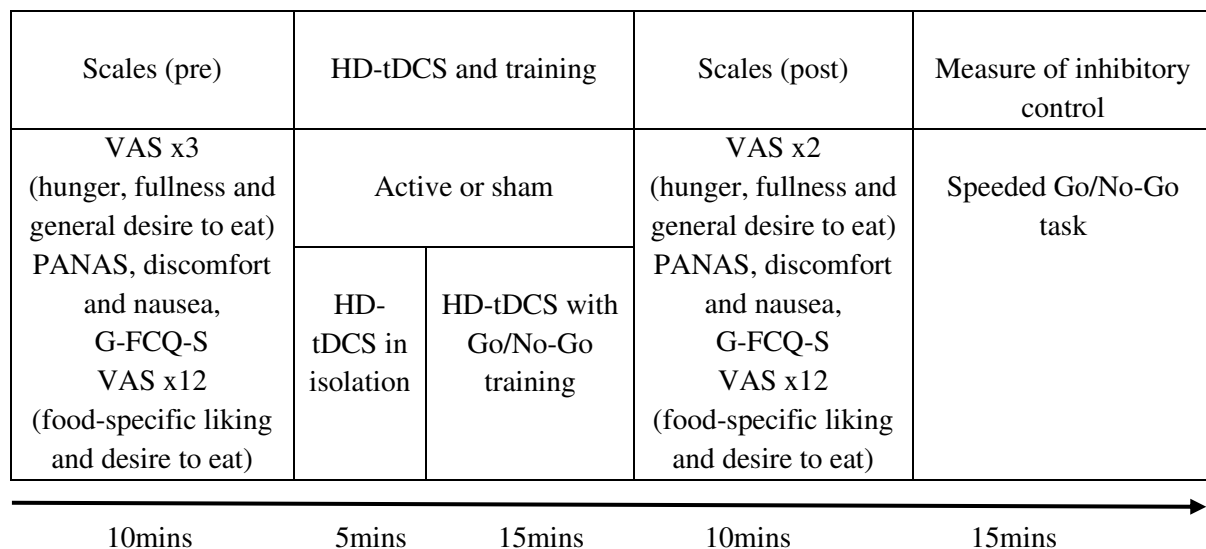 Scales (pre)
HD-tDCS and training
Scales (post)
Measure of inhibitory
control
VAS x3
(hunger, fullness and
general desire to eat)
PANAS, discomfort
and nausea,
G-FCQ-S
VAS x12
(food-specific liking
and desire to eat)
Active or sham
HD-
tDCS in
isolation
HD-tDCS with
Go/No-Go
training
VAS x2
(hunger, fullness and
general desire to eat)
PANAS, discomfort
and nausea,
G-FCQ-S
VAS x12
(food-specific liking
and desire to eat)
Speeded Go/No-Go
task
10mins
5mins
15mins
10mins
15mins